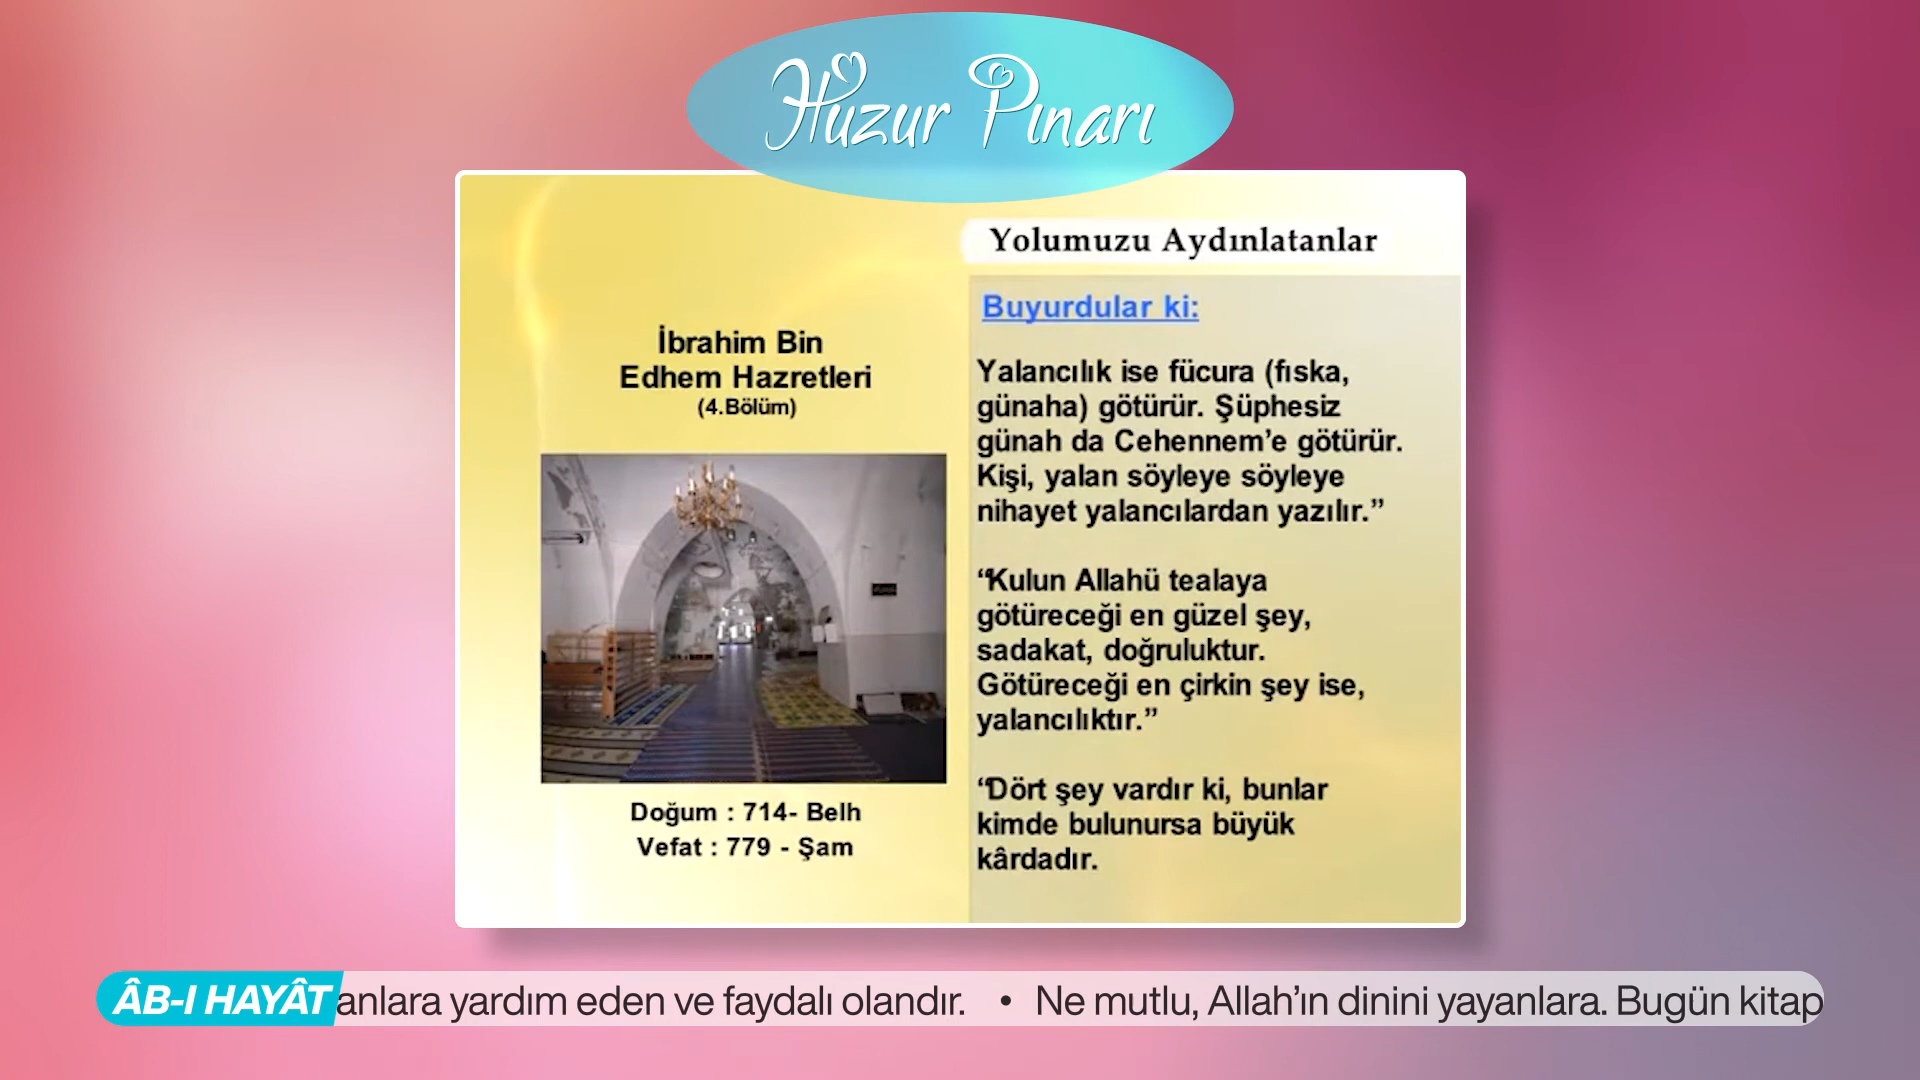 Huzur Pınarı
Yolumuzu Aydınlatanlar
İbrahim Bin
Edhem Hazretleri
(4.Bölüm)
Doğum : 714- Belh
Vefat : 779 - Şam
Buyurdular ki:
Yalancılık ise fücura (fıska,
günaha) götürür. Şüphesiz
günah da Cehennem’e götürür.
Kişi, yalan söyleye söyleye
nihayet yalancılardan yazılır.”
“Kulun Allahü tealaya
götüreceği en güzel şey,
sadakat, doğruluktur.
Götüreceği en çirkin şey ise,
yalancılıktır.”
“Dört şey vardır ki, bunlar
kimde bulunursa büyük
kârdadır.
ÂB-I HAYÂT anlara yardım eden ve faydalı olandır. • Ne mutlu, Allah’ın dinini yayanlara. Bugün kitap